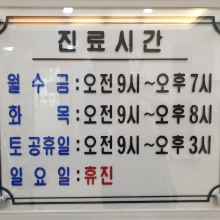 진료시간
월 수 금 : 오전 9시~오후 7시
화 목 : 오전 9시~오후 8시
토 공휴일 : 오전 9시~오후 3시
일 요 일 : 휴진